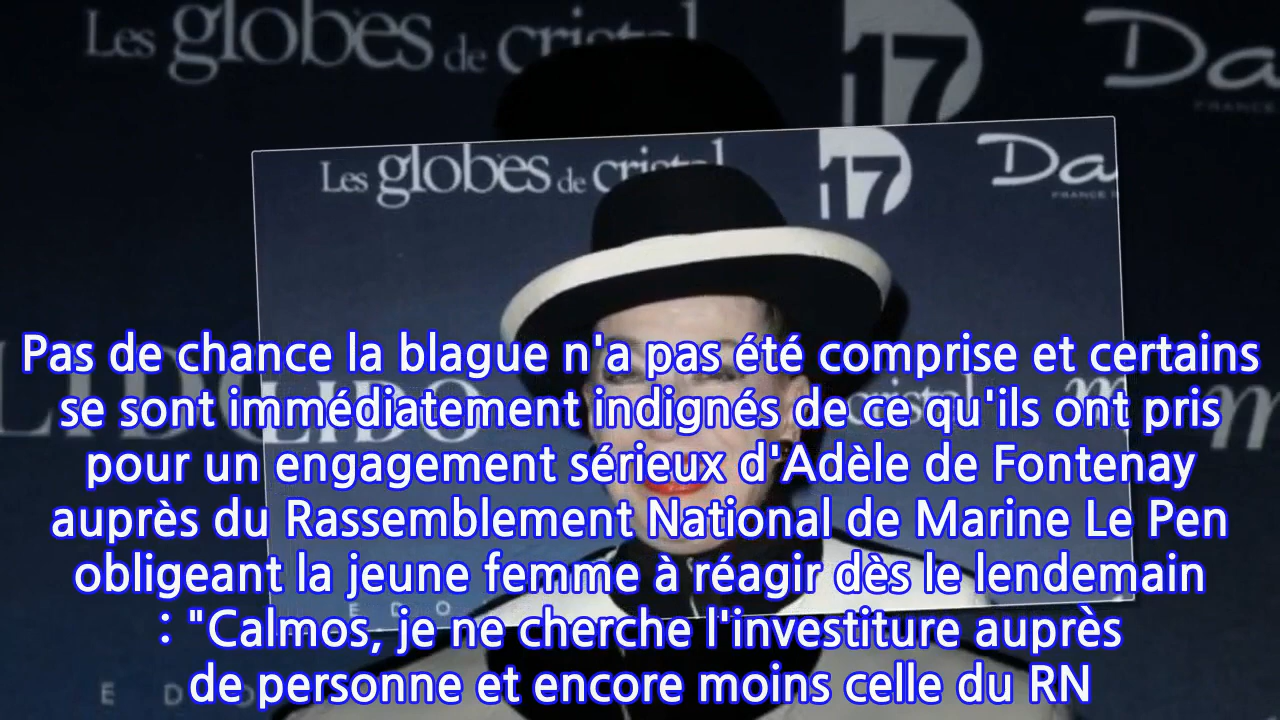 Les globes de cristal
17
Da
FRANCE
Les globes de cristal
17
Da
FRANCE
Pas de chance la blague n'a pas été comprise et certains
se sont immédiatement indignés de ce qu'ils ont pris
pour un engagement sérieux d'Adèle de Fontenay
auprès du Rassemblement National de Marine Le Pen
obligeant la jeune femme à réagir dès le lendemain
: "Calmos, je ne cherche l'investiture auprès
de personne et encore moins celle du RN
LIDO
E D O
E D O